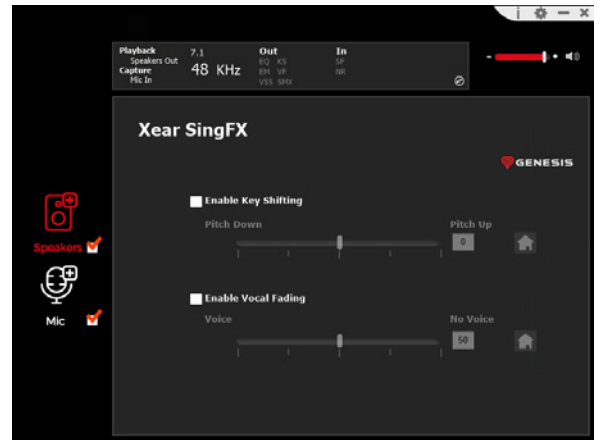 i
Playback 7.1 Out In
Speakers Out EQ KS SF
Capture 48 KHz EM VF NR
Mic In VSS SMX
Xear SingFX
GENESIS
Enable Key Shifting
Pitch Down Pitch Up
0
Speakers
Enable Vocal Fading
Mic Voice No Voice
50